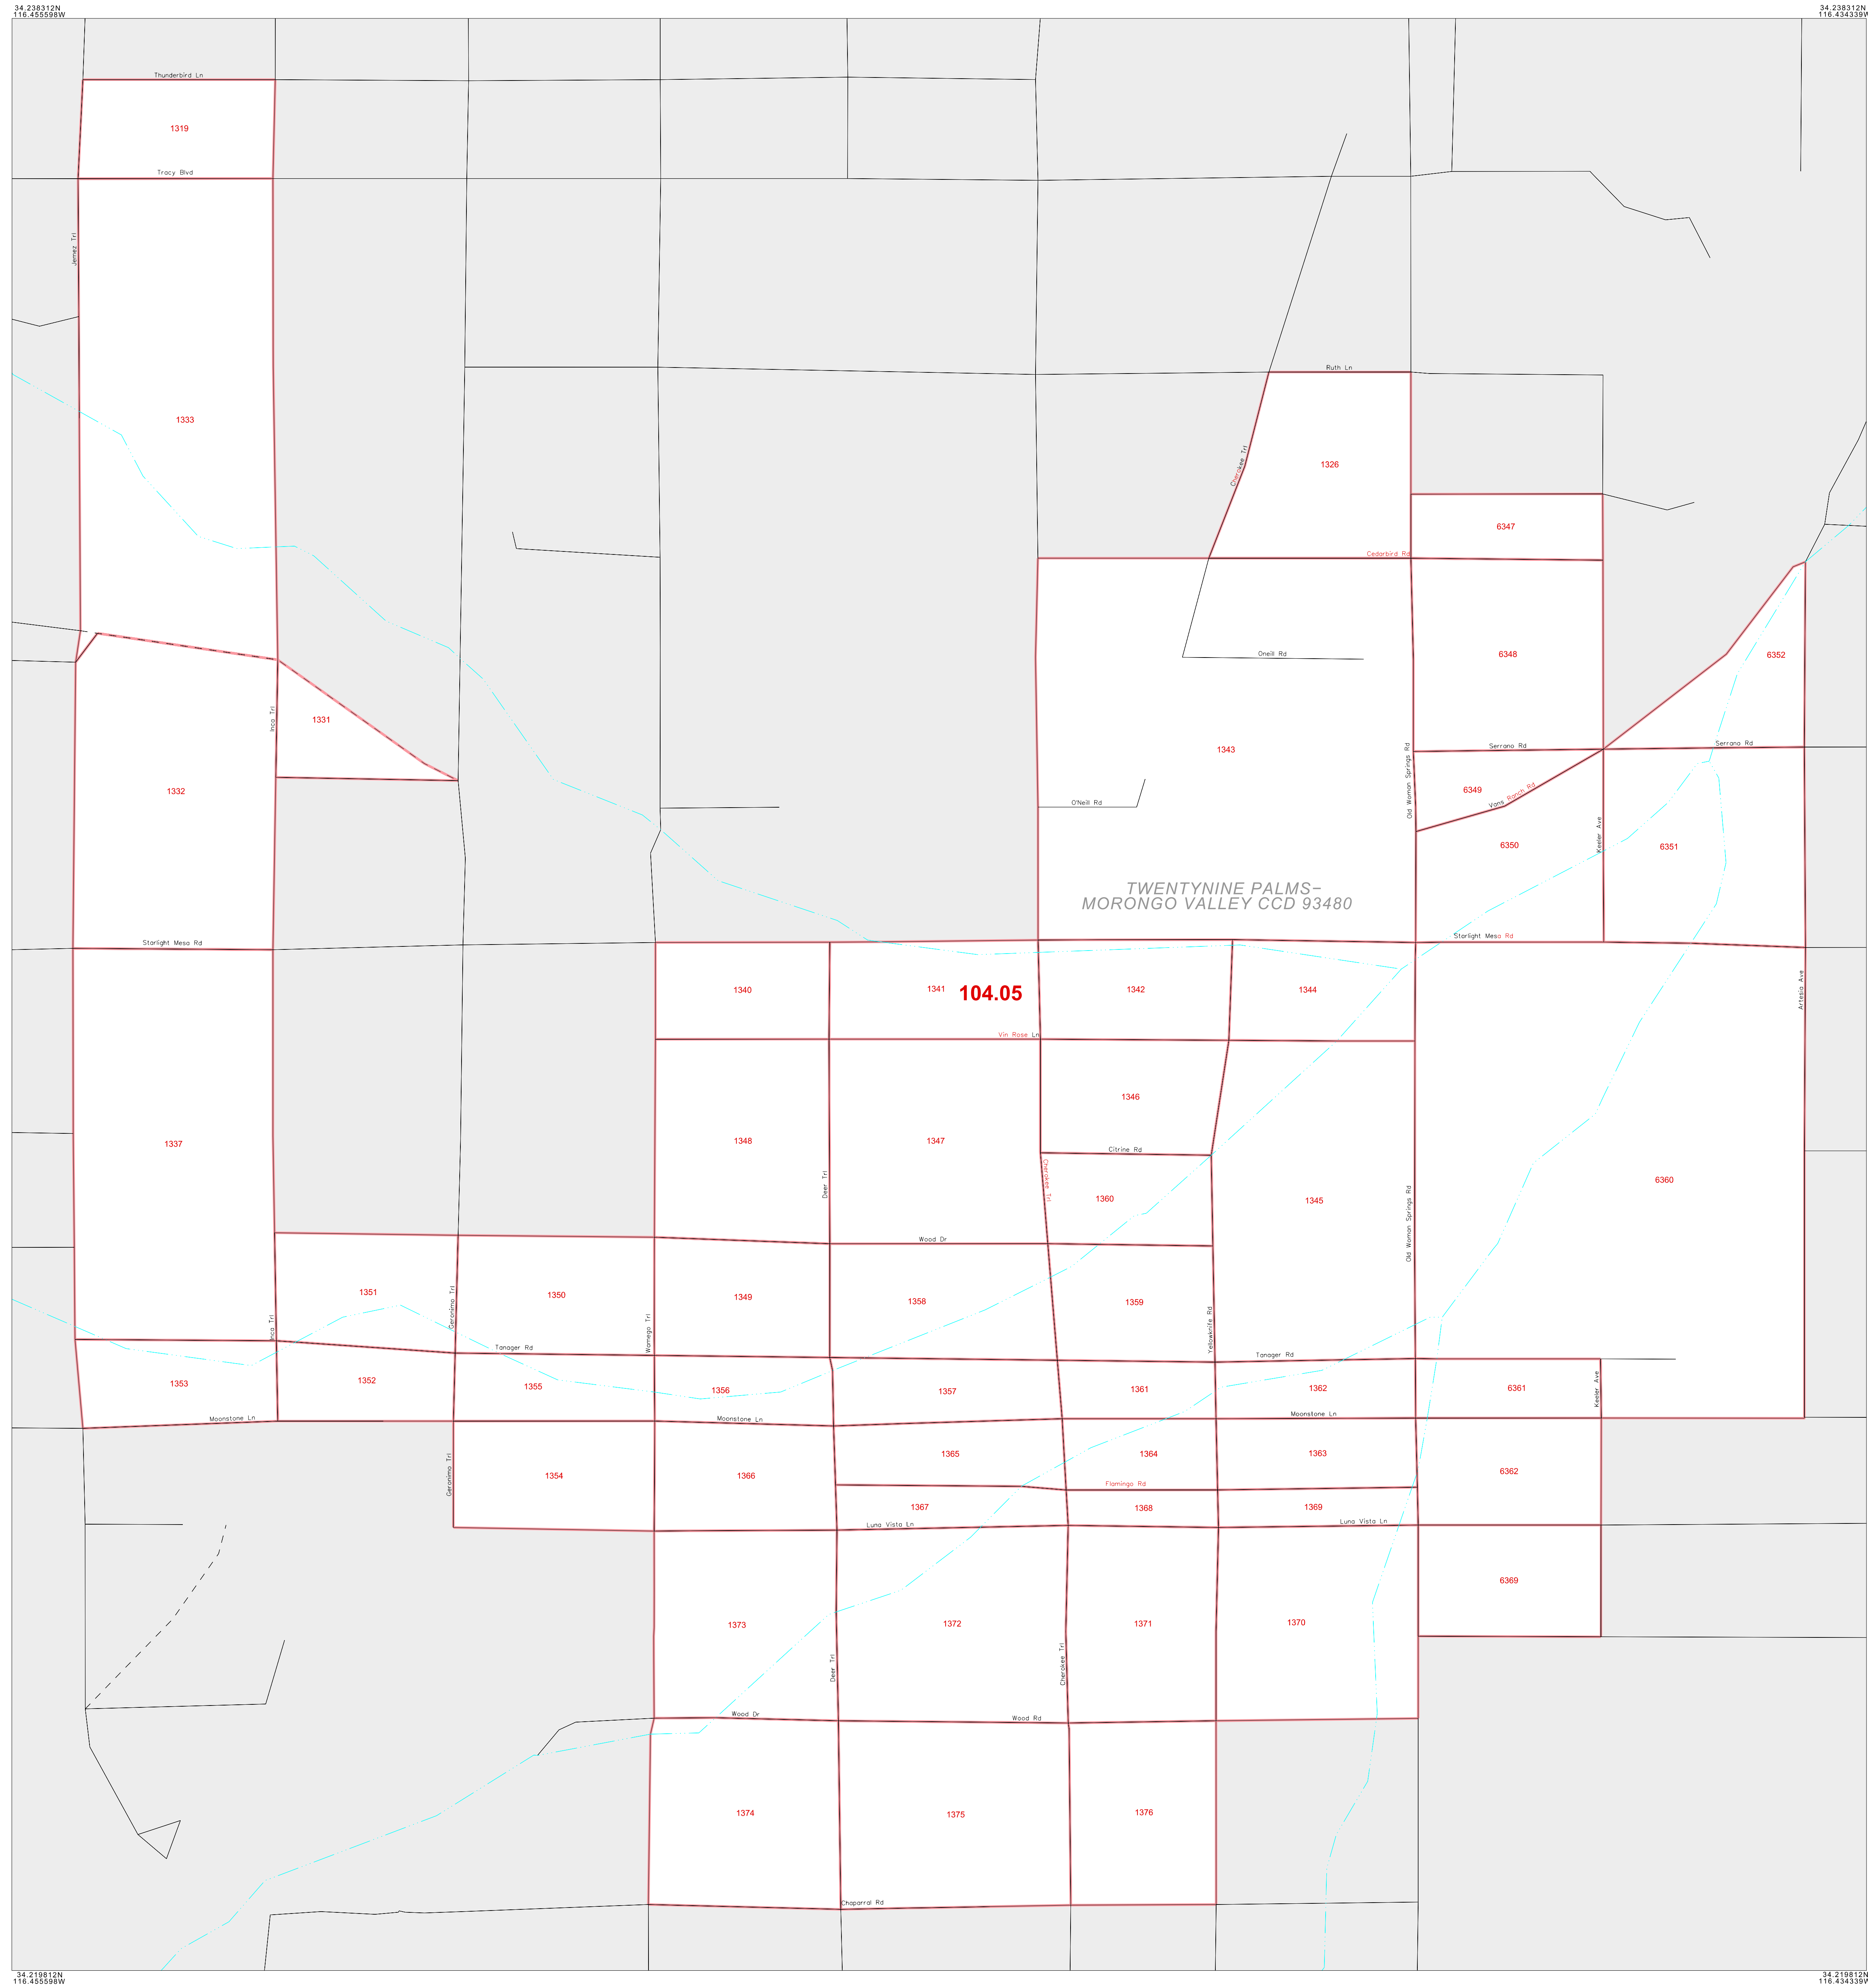 34.238312N
116.455598W
34.238312N
116.434339W
Thunderbird Ln
1319
Tracy Blvd
Jemez Trl
Ruth Ln
1333
Cherokee Trl
1326
6347
Cedarbird Rd
Oneill Rd
6348
6352
Inca Trl
1331
1343
Serrano Rd
Serrano Rd
Old Woman Springs Rd
1332
6349
Vans Ranch Rd
O'Neill Rd
Keeler Ave
6350
6351
TWENTYNINE PALMS-
MORONGO VALLEY CCD 93480
Starlight Mesa Rd
Starlight Mesa Rd
1340
1341
104.05
1342
1344
Artesia Ave
Vin Rose Ln
1346
1337
1348
1347
Citrine Rd
Deer Trl
Cherokee Trl
1360
1345
6360
Old Woman Springs Rd
Wood Dr
1351
1350
1349
1358
1359
Inca Trl
Geronimo Trl
Wamego Trl
Yellowknife Rd
Tanager Rd
Tanager Rd
1353
1352
1355
1356
1357
1361
1362
6361
Keeler Ave
Moonstone Ln
Moonstone Ln
Moonstone Ln
Geronimo Trl
1354
1366
1365
1364
1363
6362
Flamingo Rd
1367
1368
1369
Luna Vista Ln
Luna Vista Ln
6369
1373
1372
1371
1370
Deer Trl
Cherokee Trl
Wood Dr
Wood Rd
1374
1375
1376
Chaparral Rd
34.219812N
116.455598W
34.219812N
116.434339W